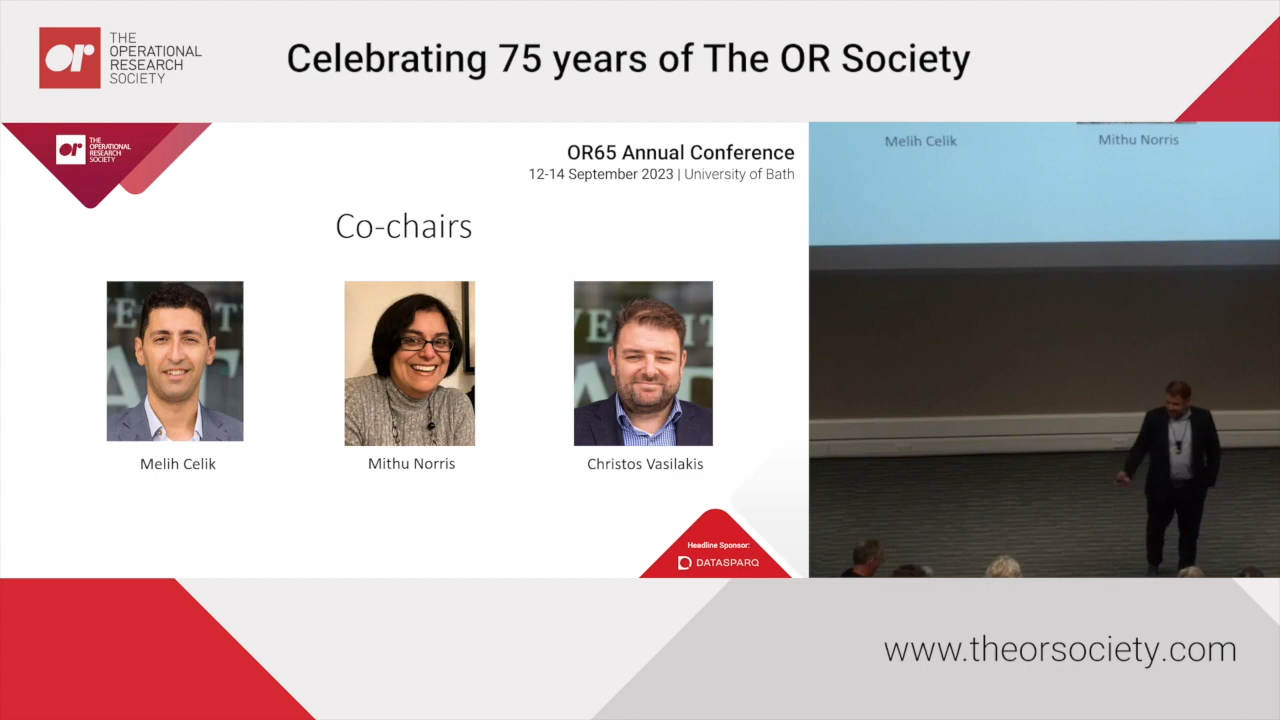 THE
OPERATIONAL
RESEARCH
SOCIETY
or
Celebrating 75 years of The OR Society
or
THE
OPERATIONAL
RESEARCH
SOCIETY
OR65 Annual Conference
12-14 September 2023 | University of Bath
Co-chairs
Melih Celik
Mithu Norris
Christos Vasilakis
Headline Sponsor:
DATASPARQ
Melih Celik
Mithu Norris
www.theorsociety.com